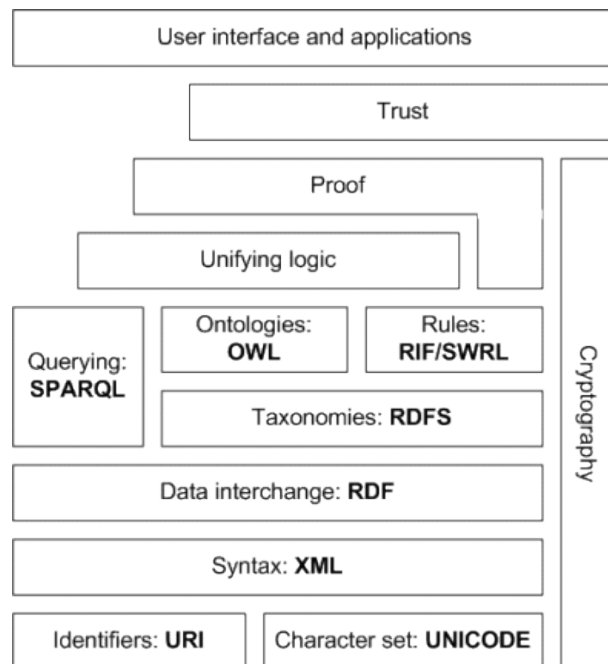 User interface and applications
Trust
Proof
Unifying logic
Querying:
SPARQL
Ontologies:
OWL
Rules:
RIF/SWRL
Taxonomies: RDFS
Cryptography
Data interchange: RDF
Syntax: XML
Identifiers: URI
Character set: UNICODE